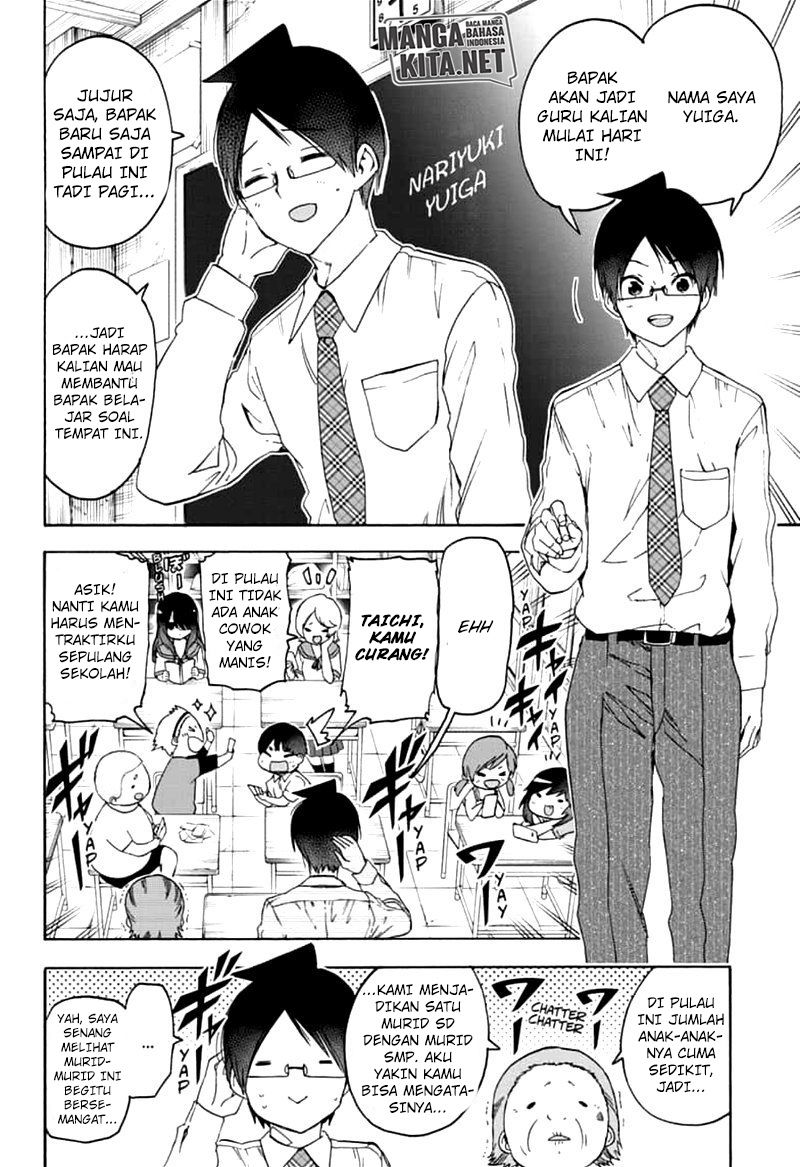 MANGA
KITA.NET
BACA MANGA
BAHASA
INDONESIA
NAMA SAYA
YUIGA.
BAPAK
AKAN JADI
GURU KALIAN
MULAI HARI
INI!
NARIYUKI
YUIGA
JUJUR
SAJA, BAPAK
BARU SAJA
SAMPAI DI
PULAU INI
TADI PAGI...
...JADI
BAPAK HARAP
KALIAN MAU
MEMBANTU
BAPAK BELA-
JAR SOAL
TEMPAT INI.
YAP
YAP
EHH
TAICHI,
KAMU
CURANG!
DI PULAU
INI TIDAK
ADA ANAK
COWOK
YANG
MANIS!
ASIK!
NANTI KAMU
HARUS MEN-
TRAKTIRKU
SEPULANG
SEKOLAH!
YAP
YAP
YAY
DI PULAU
INI JUMLAH
ANAK-ANAK-
NYA CUMA
SEDIKIT,
JADI...
CHATTER
CHATTER
...KAMI MENJA-
DIKAN SATU
MURID SD
DENGAN MURID
SMP. AKU
YAKIN KAMU
BISA MENGATA-
SINYA...
YAP
...
YAH, SAYA
SENANG
MELIHAT
MURID-
MURID INI
BEGITU
BERSE-
MANGAT...